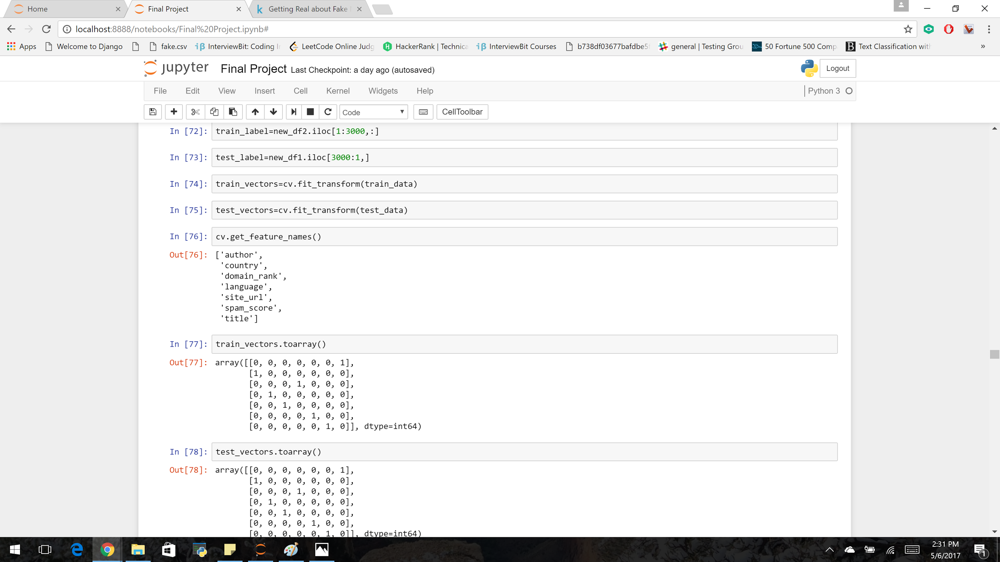 Home
Final Project
Getting Real about Fake
localhost:8888/notebooks/Final%20Project.ipynb#
Apps
Welcome to Django
fake.csv
InterviewBit: Coding
LeetCode Online Judg
HackerRank | Technica
InterviewBit Courses
b738df03677bafdbe5
general | Testing Grou
50 Fortune 500 Comp
Text Classification wit
jupyter Final Project Last Checkpoint: a day ago (autosaved)
Logout
File Edit View Insert Cell Kernel Widgets Help
Python 3
Code
CellToolbar
In [72]: train_label=new_df2.iloc[1:3000,:]
In [73]: test_label=new_df1.iloc[3000:1,]
In [74]: train_vectors=cv.fit_transform(train_data)
In [75]: test_vectors=cv.fit_transform(test_data)
In [76]: cv.get_feature_names()
Out[76]: ['author',
'country',
'domain_rank',
'language',
'site_url',
'spam_score',
'title']
In [77]: train_vectors.toarray()
Out[77]: array([[0, 0, 0, 0, 0, 0, 1],
[1, 0, 0, 0, 0, 0, 0],
[0, 0, 0, 1, 0, 0, 0],
[0, 1, 0, 0, 0, 0, 0],
[0, 0, 1, 0, 0, 0, 0],
[0, 0, 0, 0, 1, 0, 0],
[0, 0, 0, 0, 0, 1, 0]], dtype=int64)
In [78]: test_vectors.toarray()
Out[78]: array([[0, 0, 0, 0, 0, 0, 1],
[1, 0, 0, 0, 0, 0, 0],
[0, 0, 0, 1, 0, 0, 0],
[0, 1, 0, 0, 0, 0, 0],
[0, 0, 1, 0, 0, 0, 0],
[0, 0, 0, 0, 1, 0, 0],
[0, 0, 0, 0, 0, 1, 0]], dtype=int64)
2:31 PM
5/6/2017
1